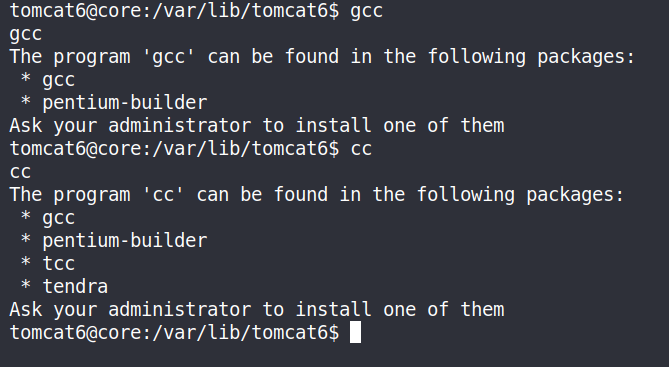 tomcat6@core:/var/lib/tomcat6$ gcc
gcc
The program 'gcc' can be found in the following packages:
 * gcc
 * pentium-builder
Ask your administrator to install one of them
tomcat6@core:/var/lib/tomcat6$ cc
cc
The program 'cc' can be found in the following packages:
 * gcc
 * pentium-builder
 * tcc
 * tendra
Ask your administrator to install one of them
tomcat6@core:/var/lib/tomcat6$